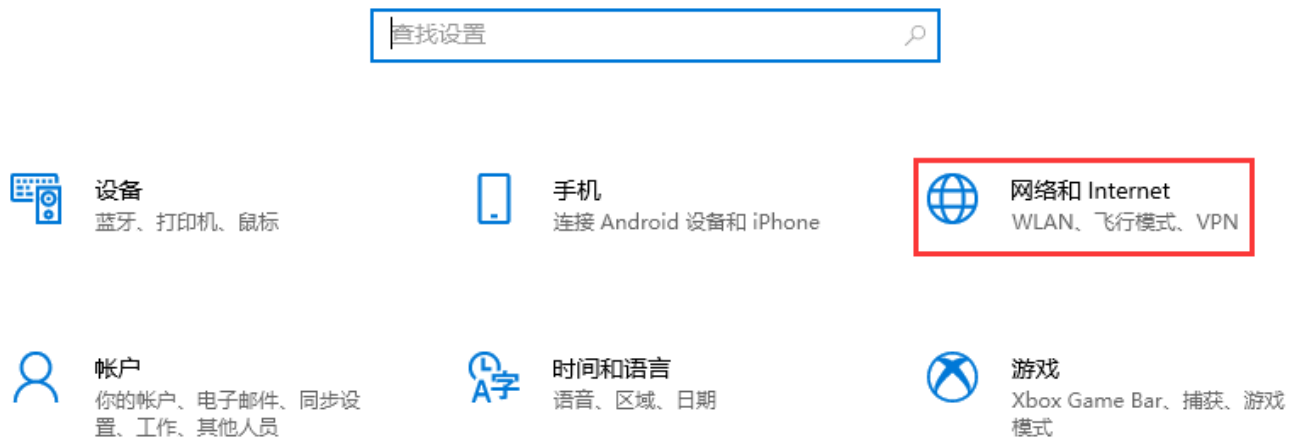 查找设置
设备
蓝牙、打印机、鼠标
手机
连接 Android 设备和 iPhone
网络和 Internet
WLAN、飞行模式、VPN
帐户
你的帐户、电子邮件、同步设
置、工作、其他人员
时间和语言
语音、区域、日期
游戏
Xbox Game Bar、捕获、游戏
模式